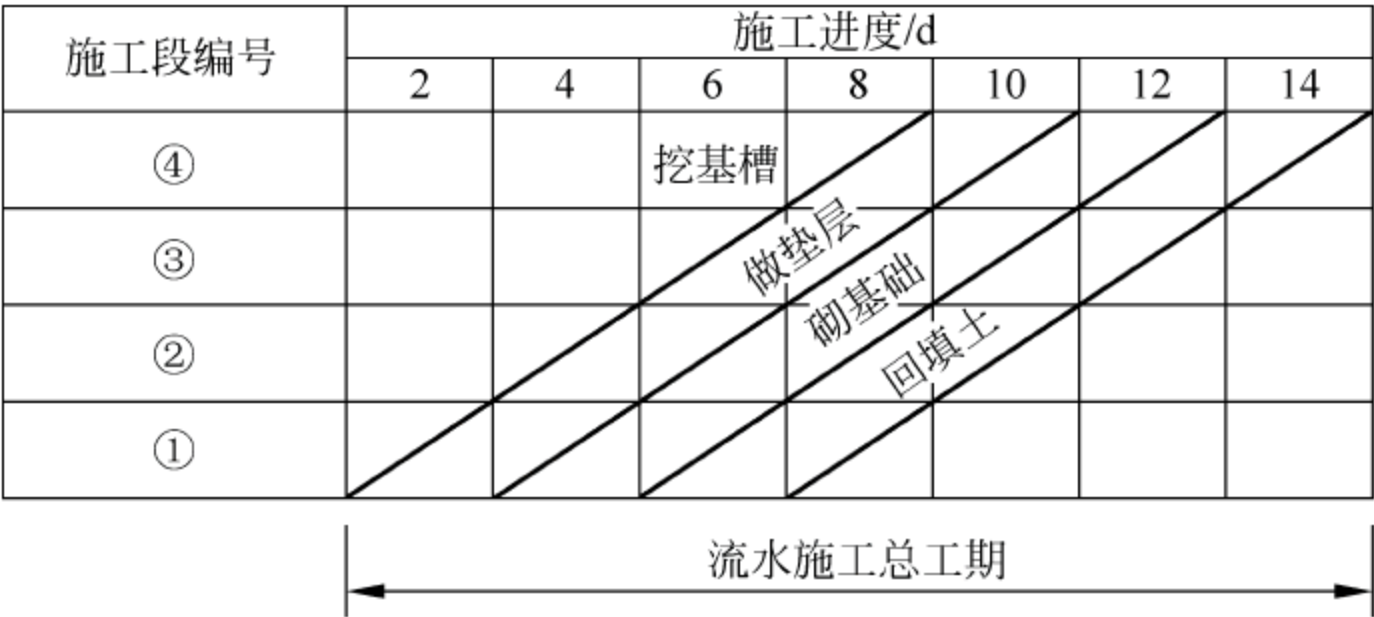 施工段编号
施工进度/d
2 4 6 8 10 12 14
④
挖基槽
③
做垫层
②
砌基础
回填土
①
流水施工总工期